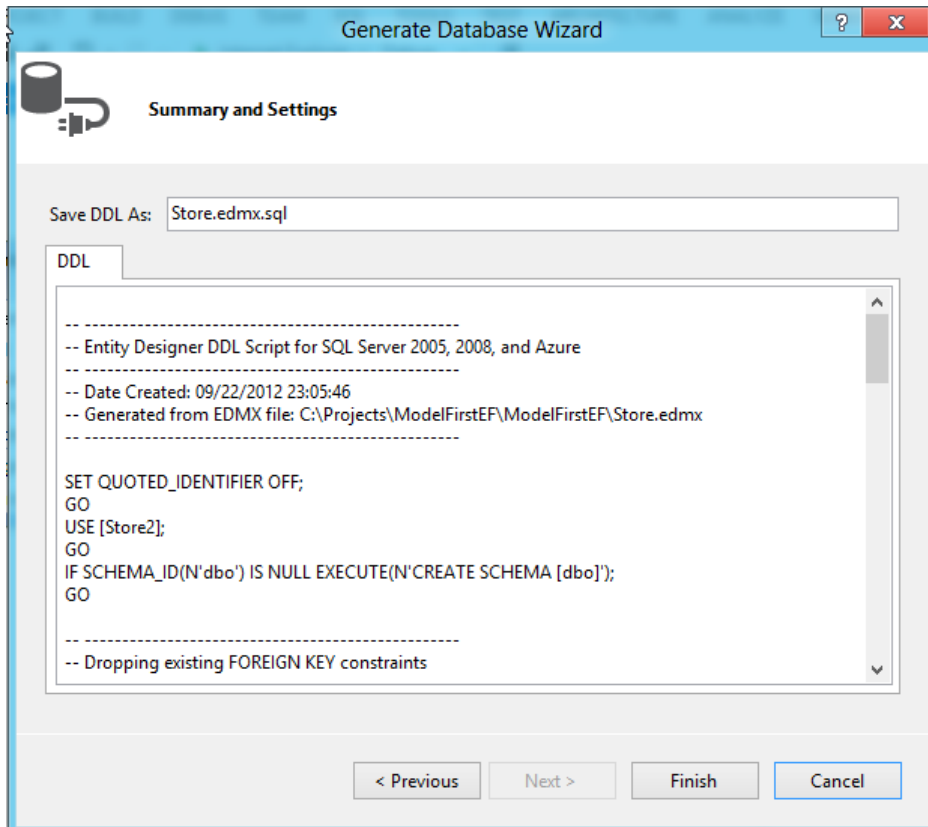 Generate Database Wizard
?
x
Summary and Settings
Save DDL As:
Store.edmx.sql
DDL
-- --------------------------------------------------
-- Entity Designer DDL Script for SQL Server 2005, 2008, and Azure
-- --------------------------------------------------
-- Date Created: 09/22/2012 23:05:46
-- Generated from EDMX file: C:\Projects\ModelFirstEF\ModelFirstEF\Store.edmx
-- --------------------------------------------------
SET QUOTED_IDENTIFIER OFF;
GO
USE [Store2];
GO
IF SCHEMA_ID(N'dbo') IS NULL EXECUTE(N'CREATE SCHEMA [dbo]');
GO
-- --------------------------------------------------
-- Dropping existing FOREIGN KEY constraints
< Previous
Next >
Finish
Cancel